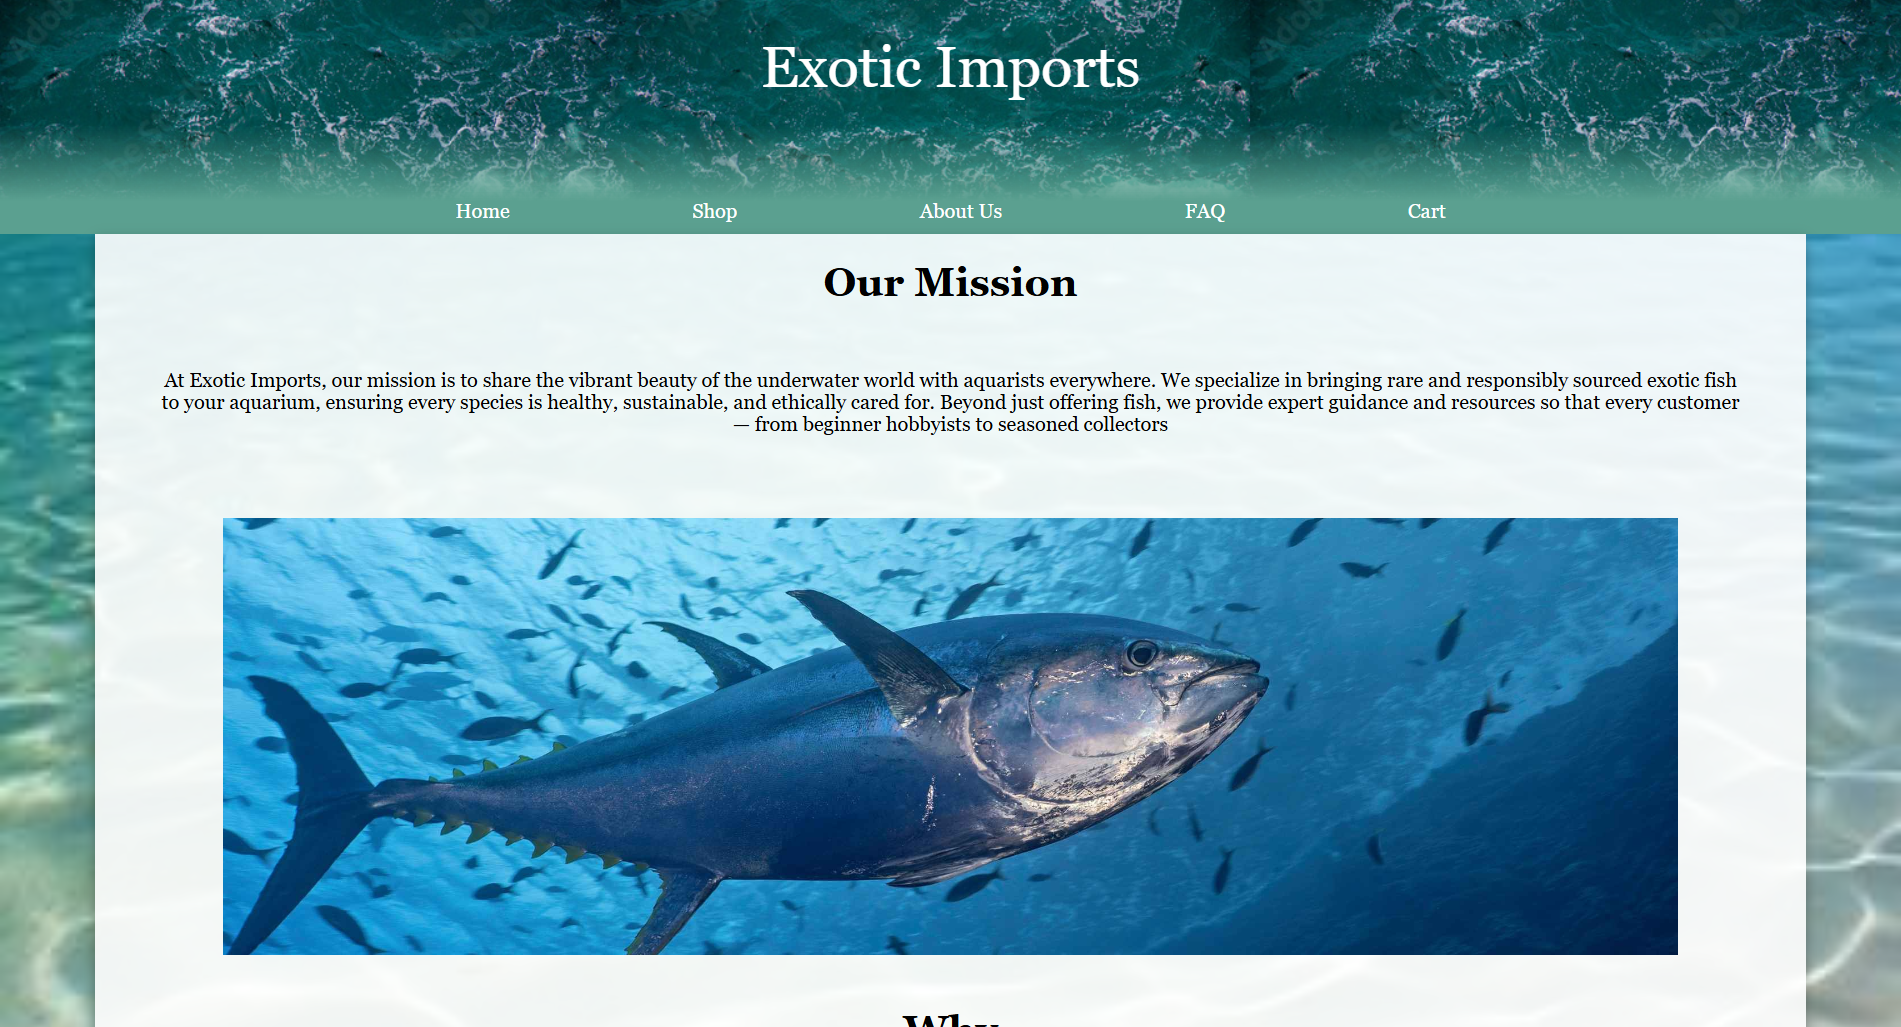 Exotic Imports
Home Shop About Us FAQ Cart
Our Mission
At Exotic Imports, our mission is to share the vibrant beauty of the underwater world with aquarists everywhere. We specialize in bringing rare and responsibly sourced exotic fish
to your aquarium, ensuring every species is healthy, sustainable, and ethically cared for. Beyond just offering fish, we provide expert guidance and resources so that every customer
— from beginner hobbyists to seasoned collectors
Why